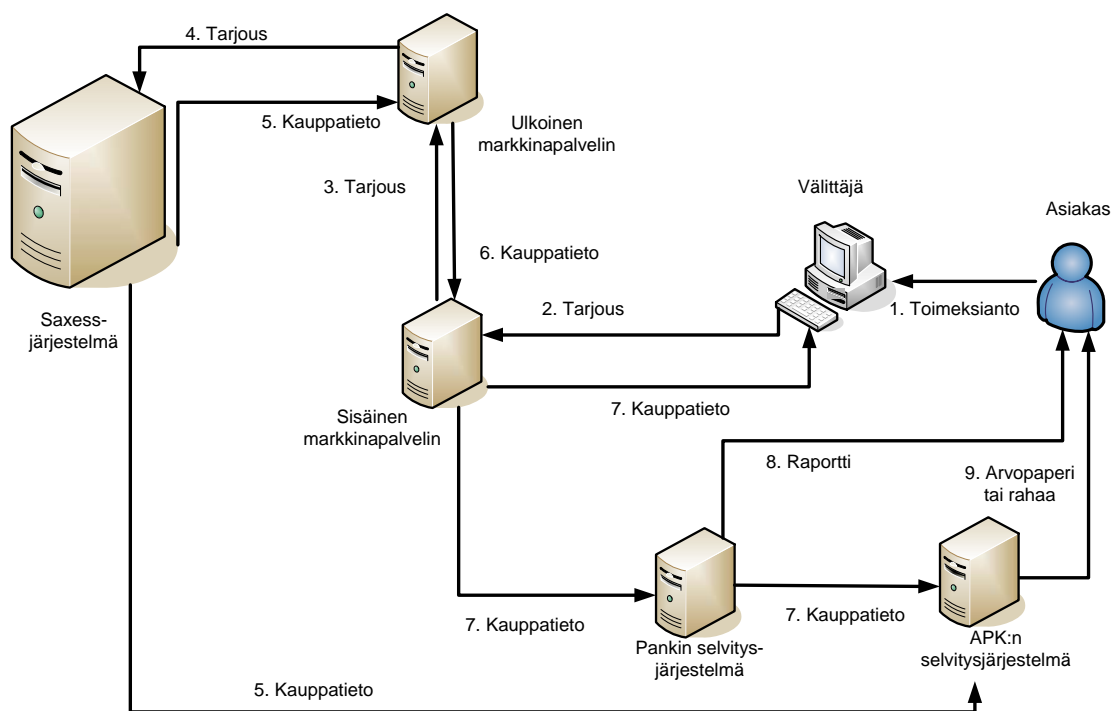 4. Tarjous
5. Kauppatieto
Ulkoinen
markkinapalvelin
3. Tarjous
Välittäjä
Asiakas
6. Kauppatieto
Saxess-
järjestelmä
2. Tarjous
1. Toimeksianto
Sisäinen
markkinapalvelin
7. Kauppatieto
8. Raportti
9. Arvopaperi
tai rahaa
7. Kauppatieto
7. Kauppatieto
Pankin selvitys-
järjestelmä
APK:n
selvitysjärjestelmä
5. Kauppatieto